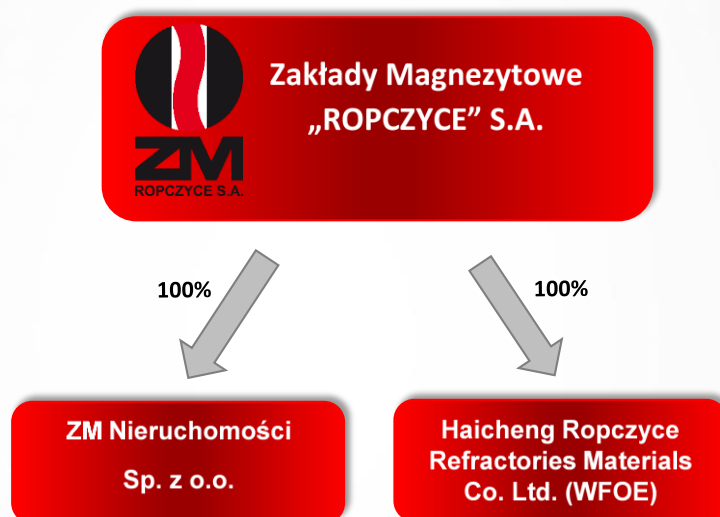 Zakłady Magnezytowe
„ROPCZYCE” S.A.
ZM
ROPCZYCE S.A.
100%
100%
ZM Nieruchomości
Sp. z o.o.
Haicheng Ropczyce
Refractories Materials
Co. Ltd. (WFOE)